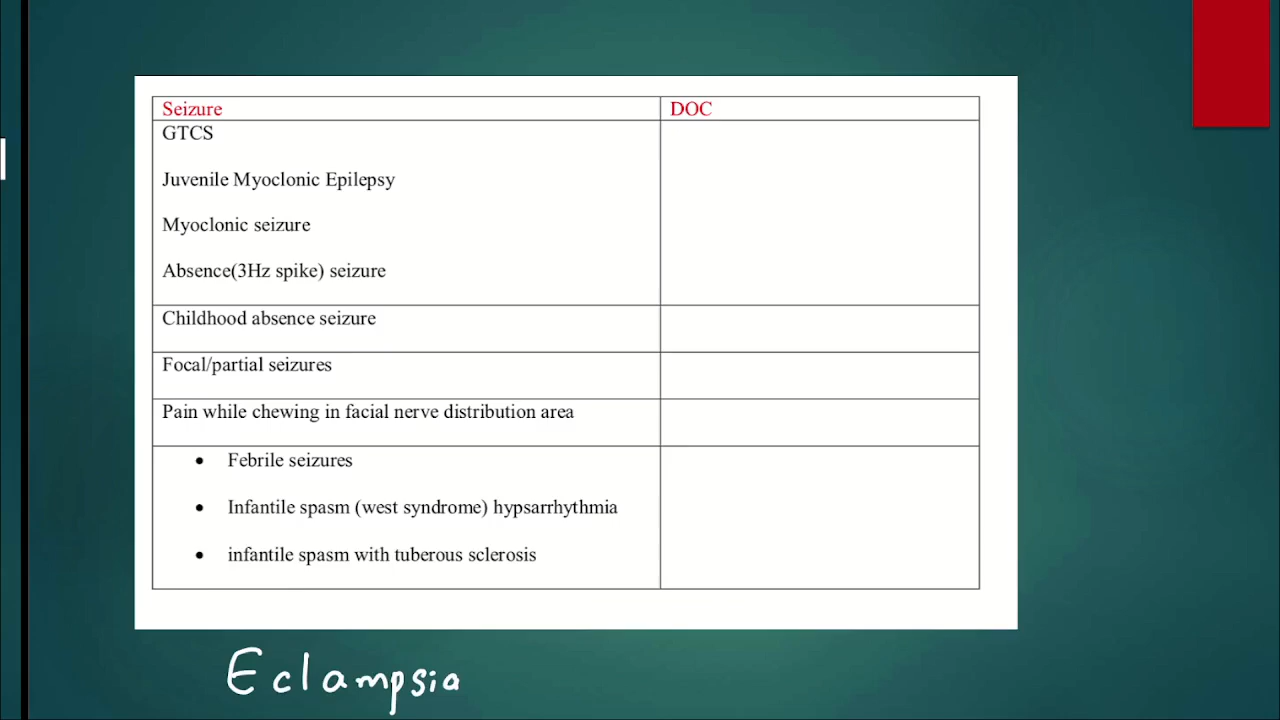 Seizure DOC
GTCS
Juvenile Myoclonic Epilepsy
Myoclonic seizure
Absence(3Hz spike) seizure
Childhood absence seizure
Focal/partial seizures
Pain while chewing in facial nerve distribution area
• Febrile seizures
• Infantile spasm (west syndrome) hypsarrhythmia
• infantile spasm with tuberous sclerosis
Eclampsia